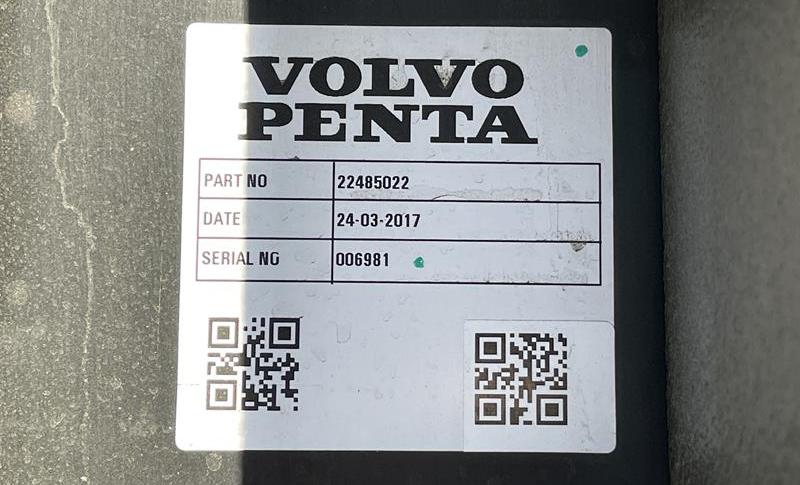 VOLVO
PENTA
PART NO 22485022
DATE 24-03-2017
SERIAL NO 006981